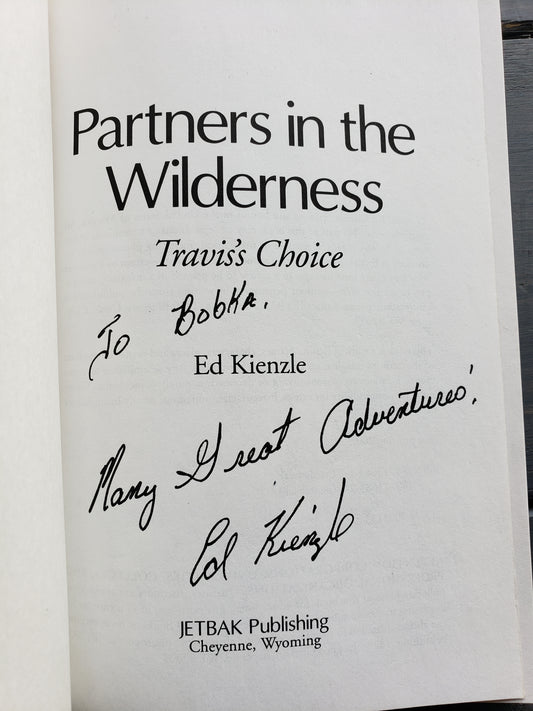 Partners in the
Wilderness
Travis's Choice
To Bobka.
Ed Kienzle
Many Great Adventures!
Ed Kienzle
JETBAK Publishing
Cheyenne, Wyoming